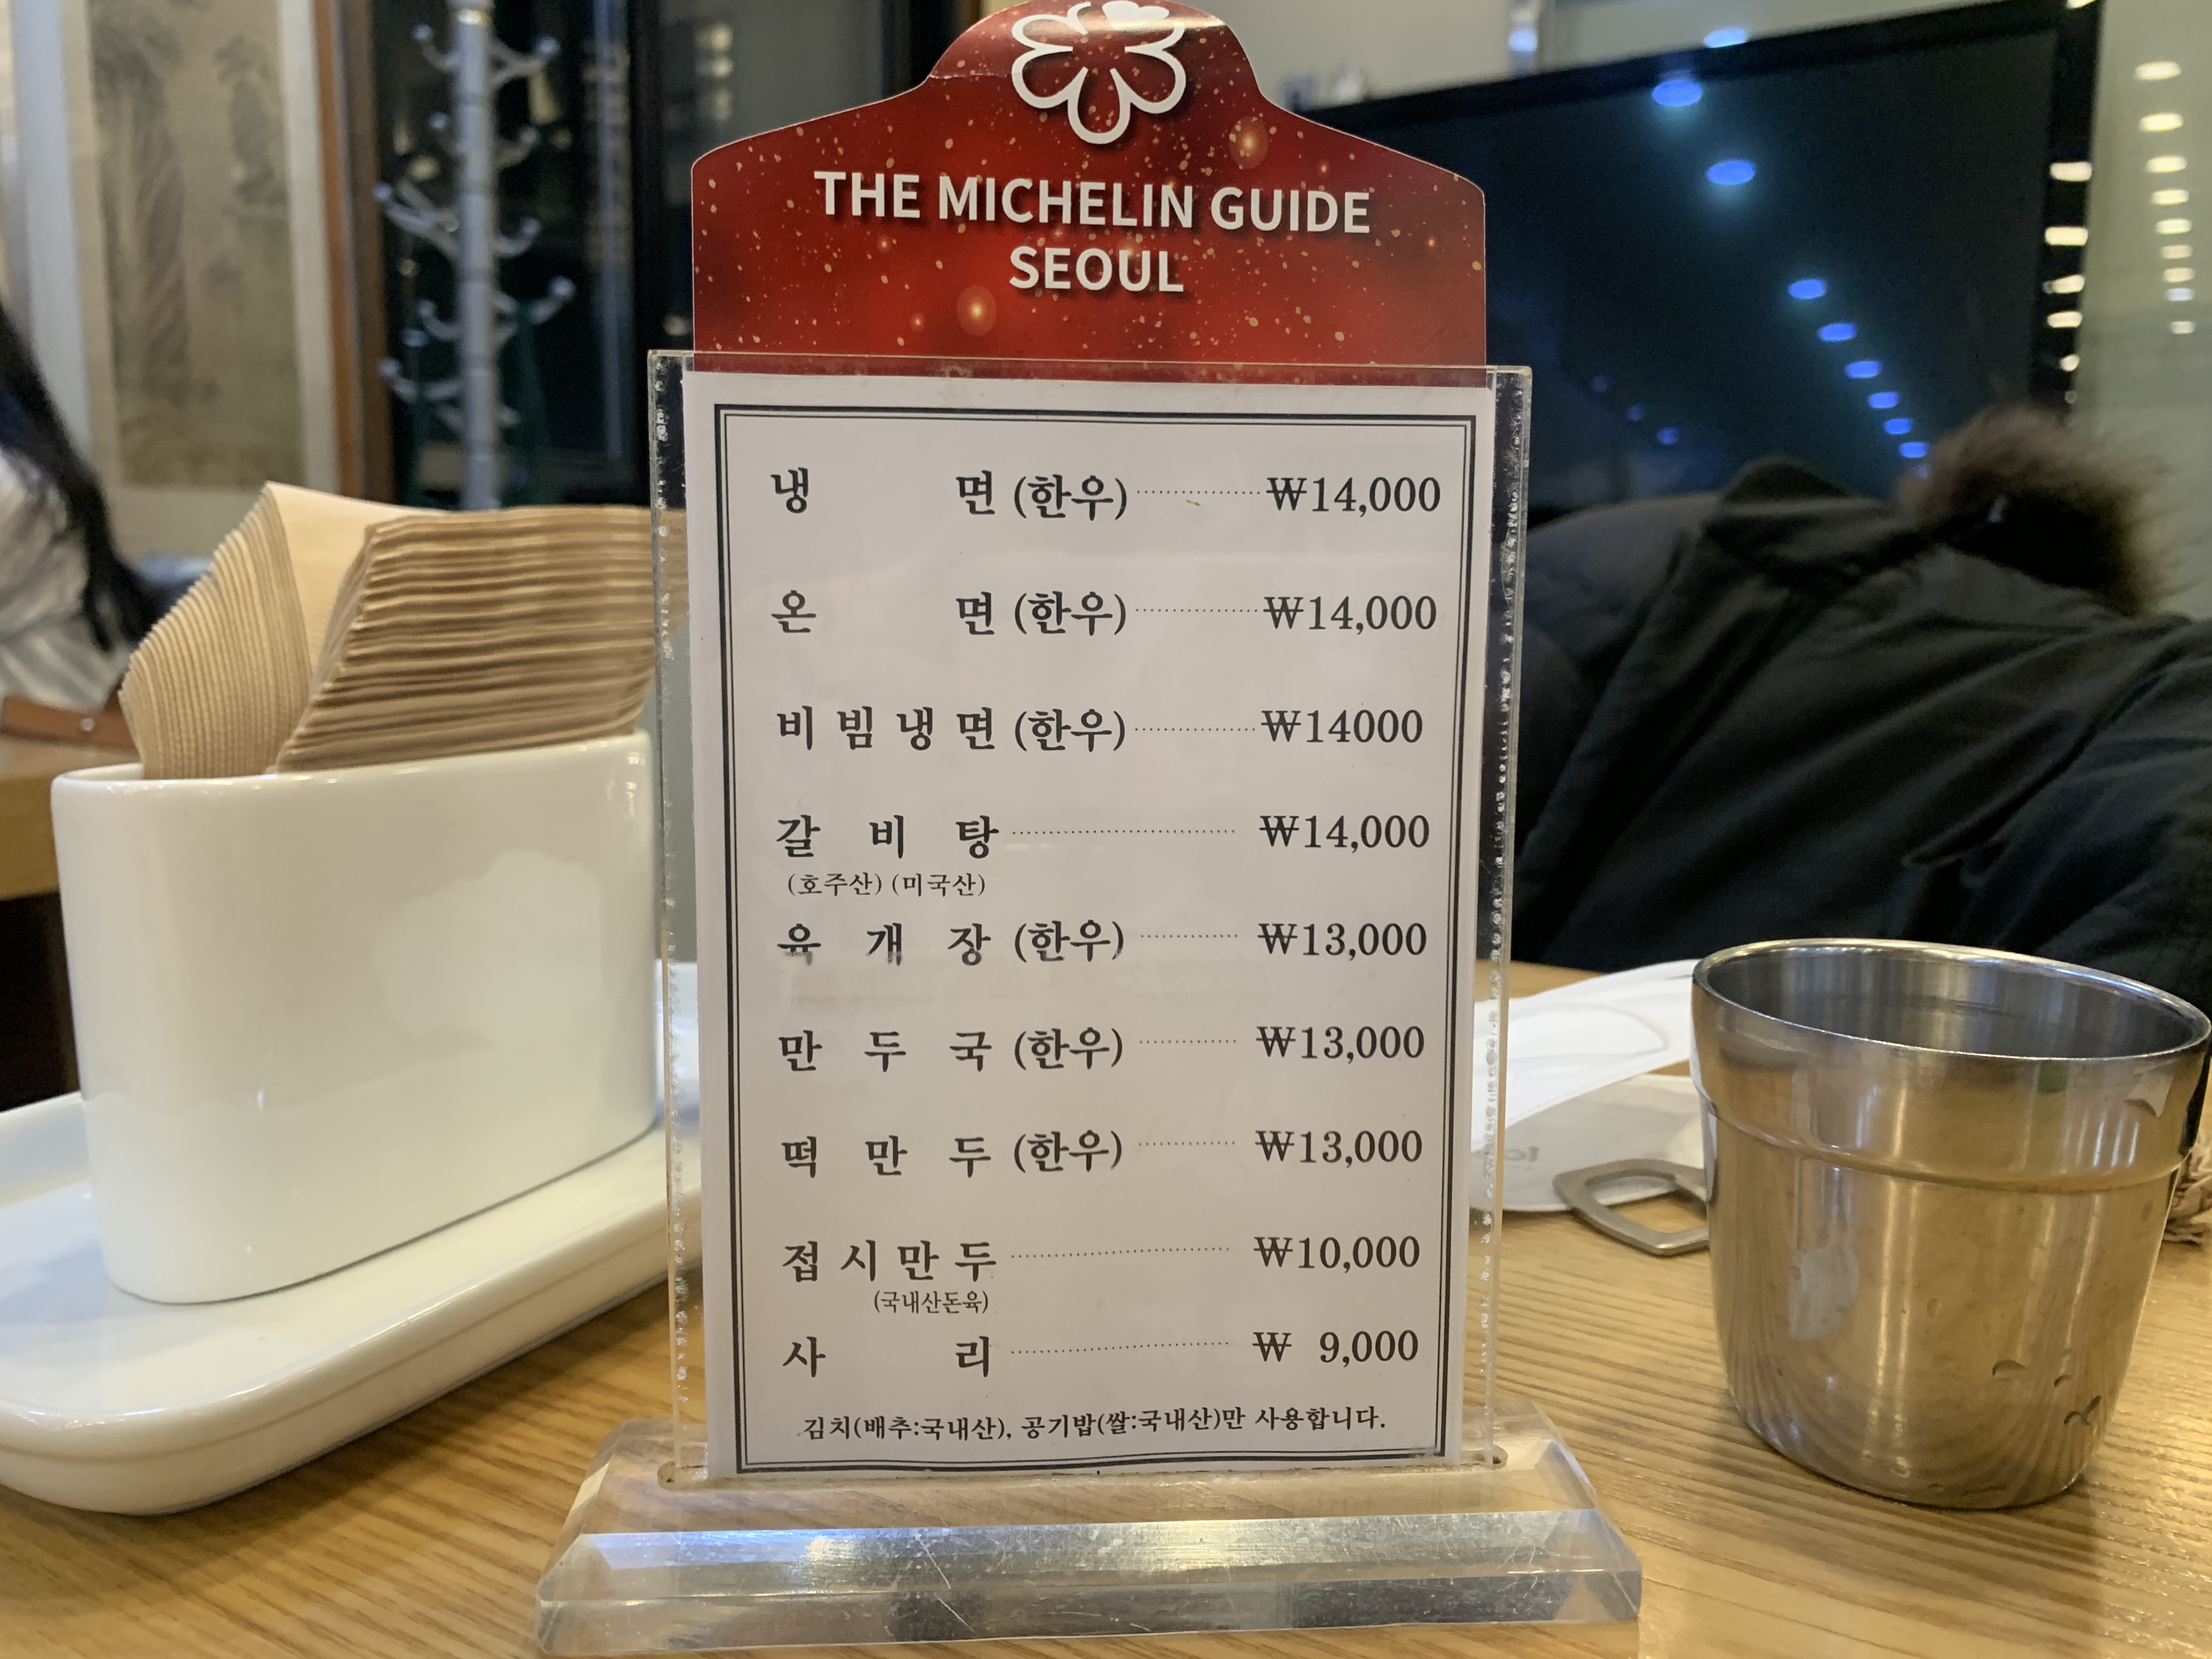 THE MICHELIN GUIDE
SEOUL
냉 면 (한우) ₩14,000
온 면 (한우) ₩14,000
비 빔 냉 면 (한우) ₩14000
갈 비 탕 ₩14,000
(호주산) (미국산)
육 개 장 (한우) ₩13,000
만 두 국 (한우) ₩13,000
떡 만 두 (한우) ₩13,000
접 시 만 두 ₩10,000
(국내산돈육)
사 리 ₩ 9,000
김치(배추:국내산), 공기밥(쌀:국내산)만 사용합니다.